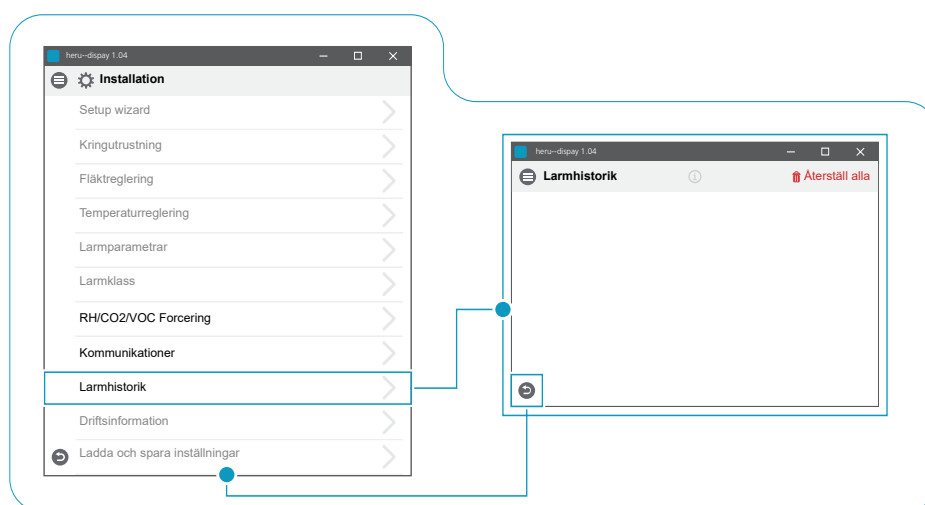 heru--dispay 1.04
Installation
Setup wizard
Kringutrustning
Fläktreglering
Temperaturreglering
Larmparametrar
Larmklass
RH/CO2/VOC Forcering
Kommunikationer
Larmhistorik
Driftsinformation
Ladda och spara inställningar
heru--dispay 1.04
Larmhistorik
Återställ alla